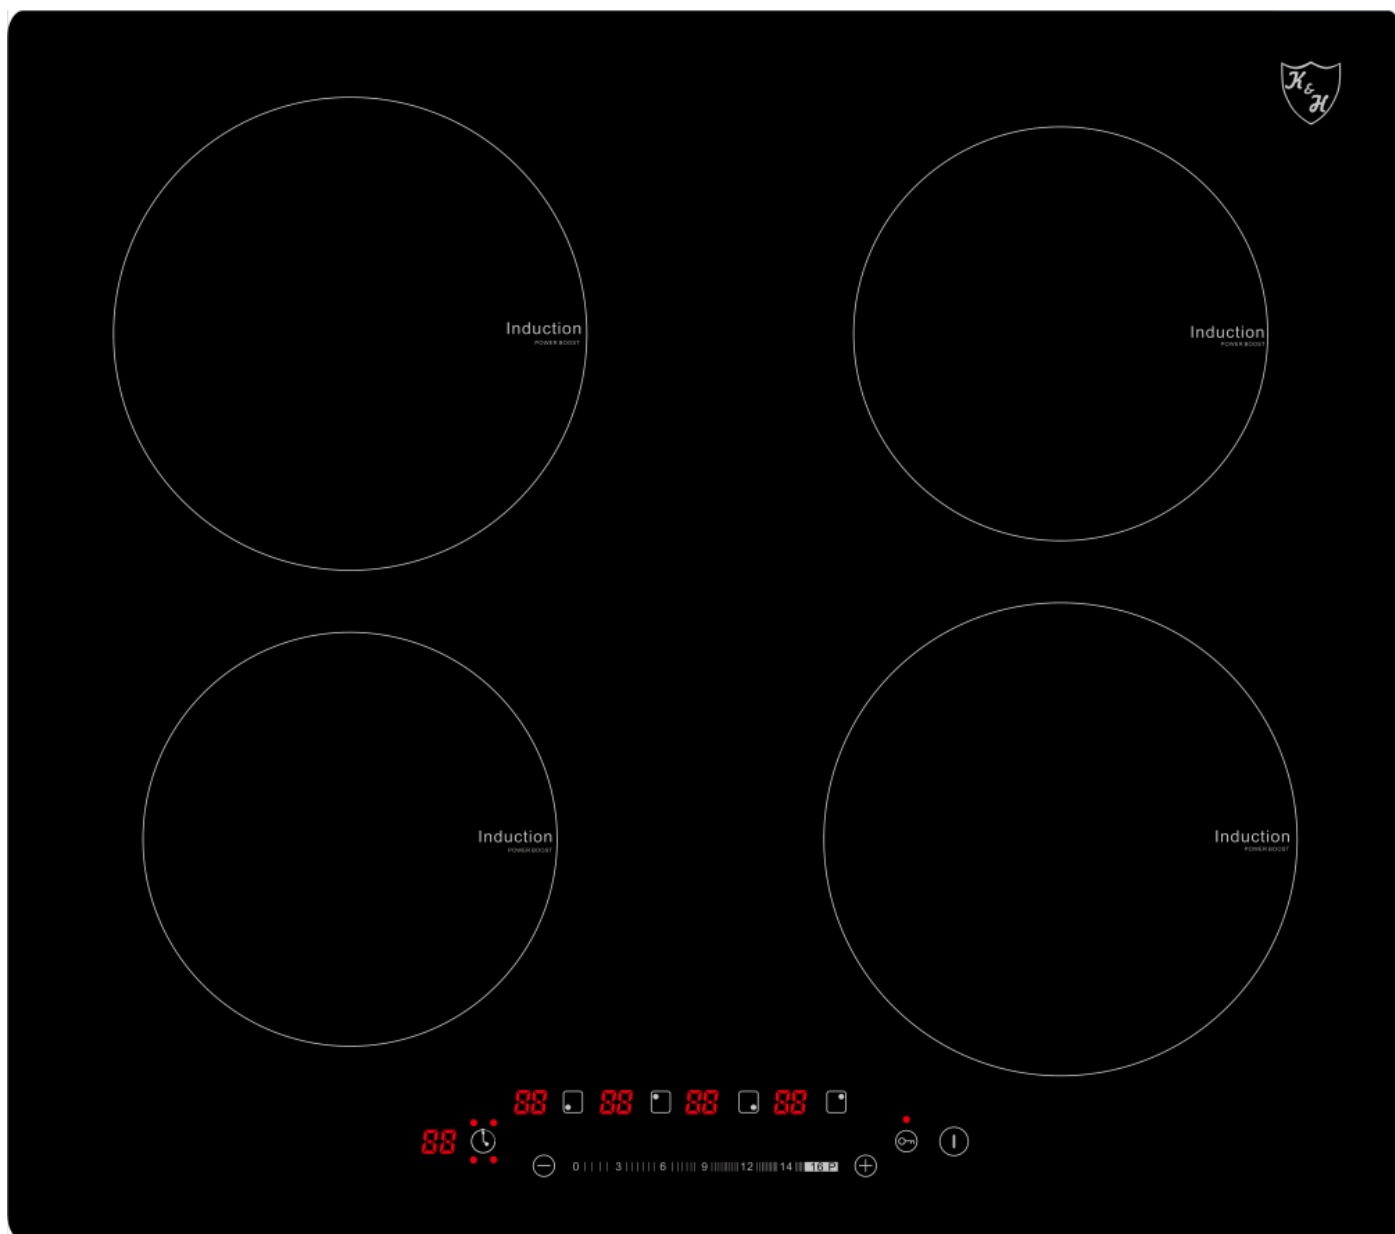 K & H
Induction
POWER BOOST
Induction
POWER BOOST
Induction
POWER BOOST
Induction
POWER BOOST
88 88 88 88
88
0 3 6 9 12 14 16 P